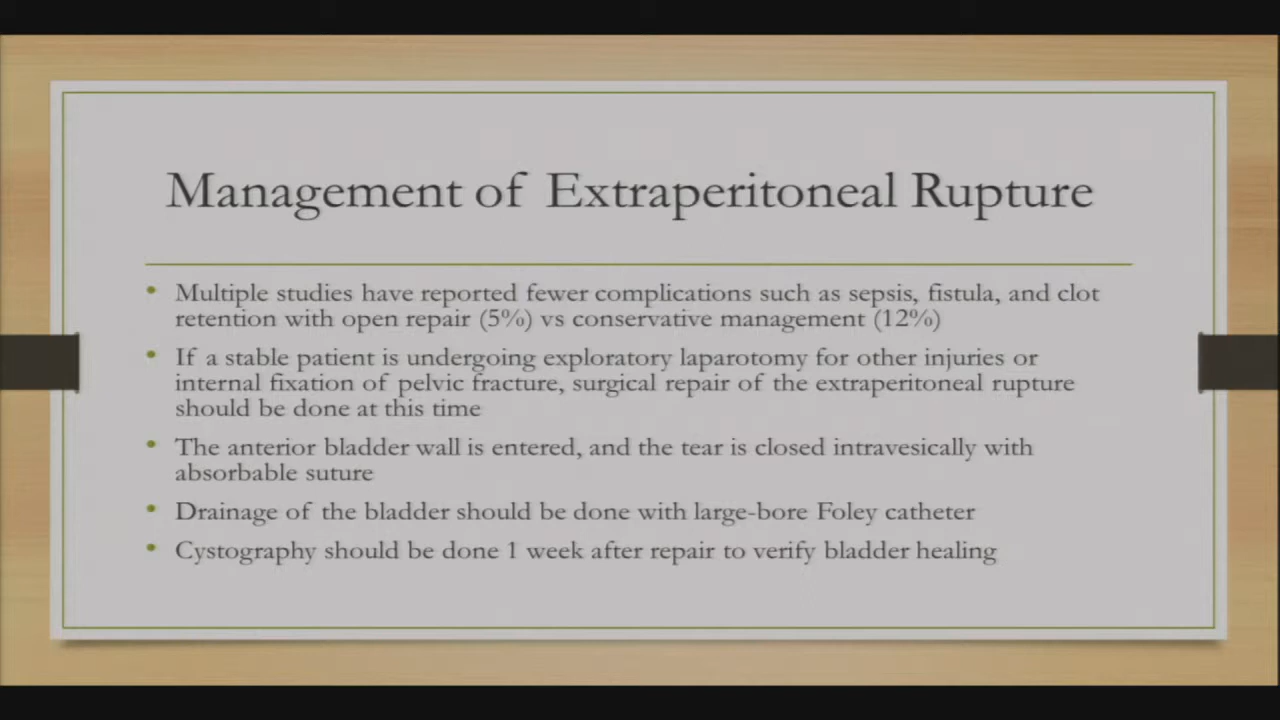 Management of Extraperitoneal Rupture
• Multiple studies have reported fewer complications such as sepsis, fistula, and clot
retention with open repair (5%) vs conservative management (12%)
• If a stable patient is undergoing exploratory laparotomy for other injuries or
internal fixation of pelvic fracture, surgical repair of the extraperitoneal rupture
should be done at this time
• The anterior bladder wall is entered, and the tear is closed intravesically with
absorbable suture
• Drainage of the bladder should be done with large-bore Foley catheter
• Cystography should be done 1 week after repair to verify bladder healing